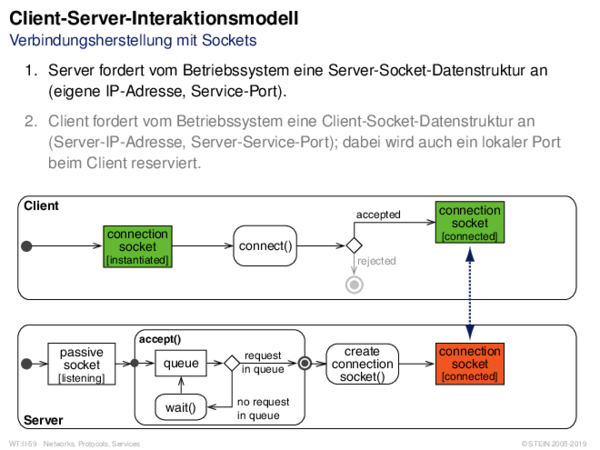 Client-Server-Interaktionsmodell
Verbindungsherstellung mit Sockets
1. Server fordert vom Betriebssystem eine Server-Socket-Datenstruktur an
(eigene IP-Adresse, Service-Port).
2. Client fordert vom Betriebssystem eine Client-Socket-Datenstruktur an
(Server-IP-Adresse, Server-Service-Port); dabei wird auch ein lokaler Port
beim Client reserviert.
Client
connection
socket
[instantiated]
connect()
accepted
rejected
connection
socket
[connected]
passive
socket
[listening]
accept()
queue
request
in queue
wait()
no request
in queue
create
connection
socket()
connection
socket
[connected]
Server
WT:II-59 Networks, Protocols, Services
© STEIN 2005-2019